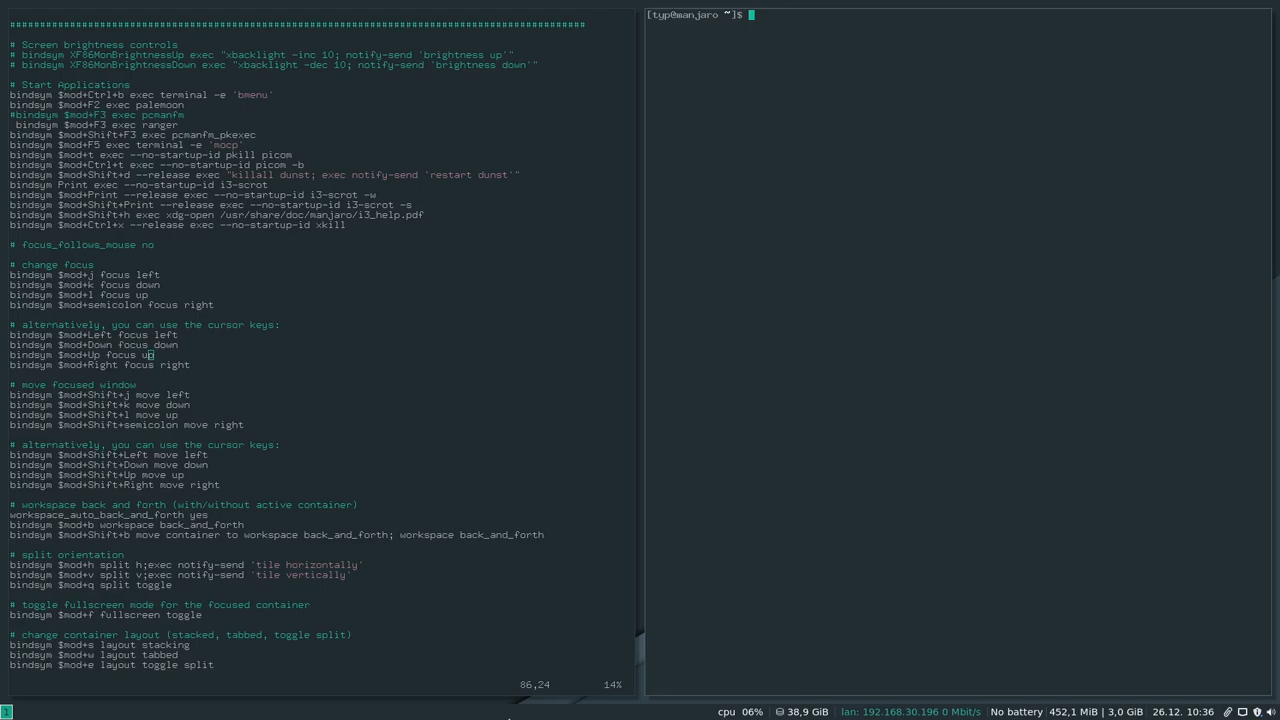 ################################################################################################
# Screen brightness controls
# bindsym XF86MonBrightnessUp exec "xbacklight -inc 10; notify-send 'brightness up'"
# bindsym XF86MonBrightnessDown exec "xbacklight -dec 10; notify-send 'brightness down'"
# Start Applications
bindsym $mod+Ctrl+b exec terminal -e 'bmenu'
bindsym $mod+F2 exec palemoon
#bindsym $mod+F3 exec pcmanfm
 bindsym $mod+F3 exec ranger
bindsym $mod+Shift+F3 exec pcmanfm_pkexec
bindsym $mod+F5 exec terminal -e 'mocp'
bindsym $mod+t exec --no-startup-id pkill picom
bindsym $mod+Ctrl+t exec --no-startup-id picom -b
bindsym $mod+Shift+d --release exec "killall dunst; exec notify-send 'restart dunst'"
bindsym Print exec --no-startup-id i3-scrot
bindsym $mod+Print --release exec --no-startup-id i3-scrot -w
bindsym $mod+Shift+Print --release exec --no-startup-id i3-scrot -s
bindsym $mod+Shift+h exec xdg-open /usr/share/doc/manjaro/i3_help.pdf
bindsym $mod+Ctrl+x --release exec --no-startup-id xkill
# focus_follows_mouse no
# change focus
bindsym $mod+j focus left
bindsym $mod+k focus down
bindsym $mod+l focus up
bindsym $mod+semicolon focus right
# alternatively, you can use the cursor keys:
bindsym $mod+Left focus left
bindsym $mod+Down focus down
bindsym $mod+Up focus up
bindsym $mod+Right focus right
# move focused window
bindsym $mod+Shift+j move left
bindsym $mod+Shift+k move down
bindsym $mod+Shift+l move up
bindsym $mod+Shift+semicolon move right
# alternatively, you can use the cursor keys:
bindsym $mod+Shift+Left move left
bindsym $mod+Shift+Down move down
bindsym $mod+Shift+Up move up
bindsym $mod+Shift+Right move right
# workspace back and forth (with/without active container)
workspace_auto_back_and_forth yes
bindsym $mod+b workspace back_and_forth
bindsym $mod+Shift+b move container to workspace back_and_forth; workspace back_and_forth
# split orientation
bindsym $mod+h split h;exec notify-send 'tile horizontally'
bindsym $mod+v split v;exec notify-send 'tile vertically'
bindsym $mod+q split toggle
# toggle fullscreen mode for the focused container
bindsym $mod+f fullscreen toggle
# change container layout (stacked, tabbed, toggle split)
bindsym $mod+s layout stacking
bindsym $mod+w layout tabbed
bindsym $mod+e layout toggle split
86,24 14%
[typ@manjaro ~]$
1 cpu 06% 38,9 GiB lan: 192.168.30.196 0 Mbit/s No battery 452,1 MiB | 3,0 GiB 26.12. 10:36